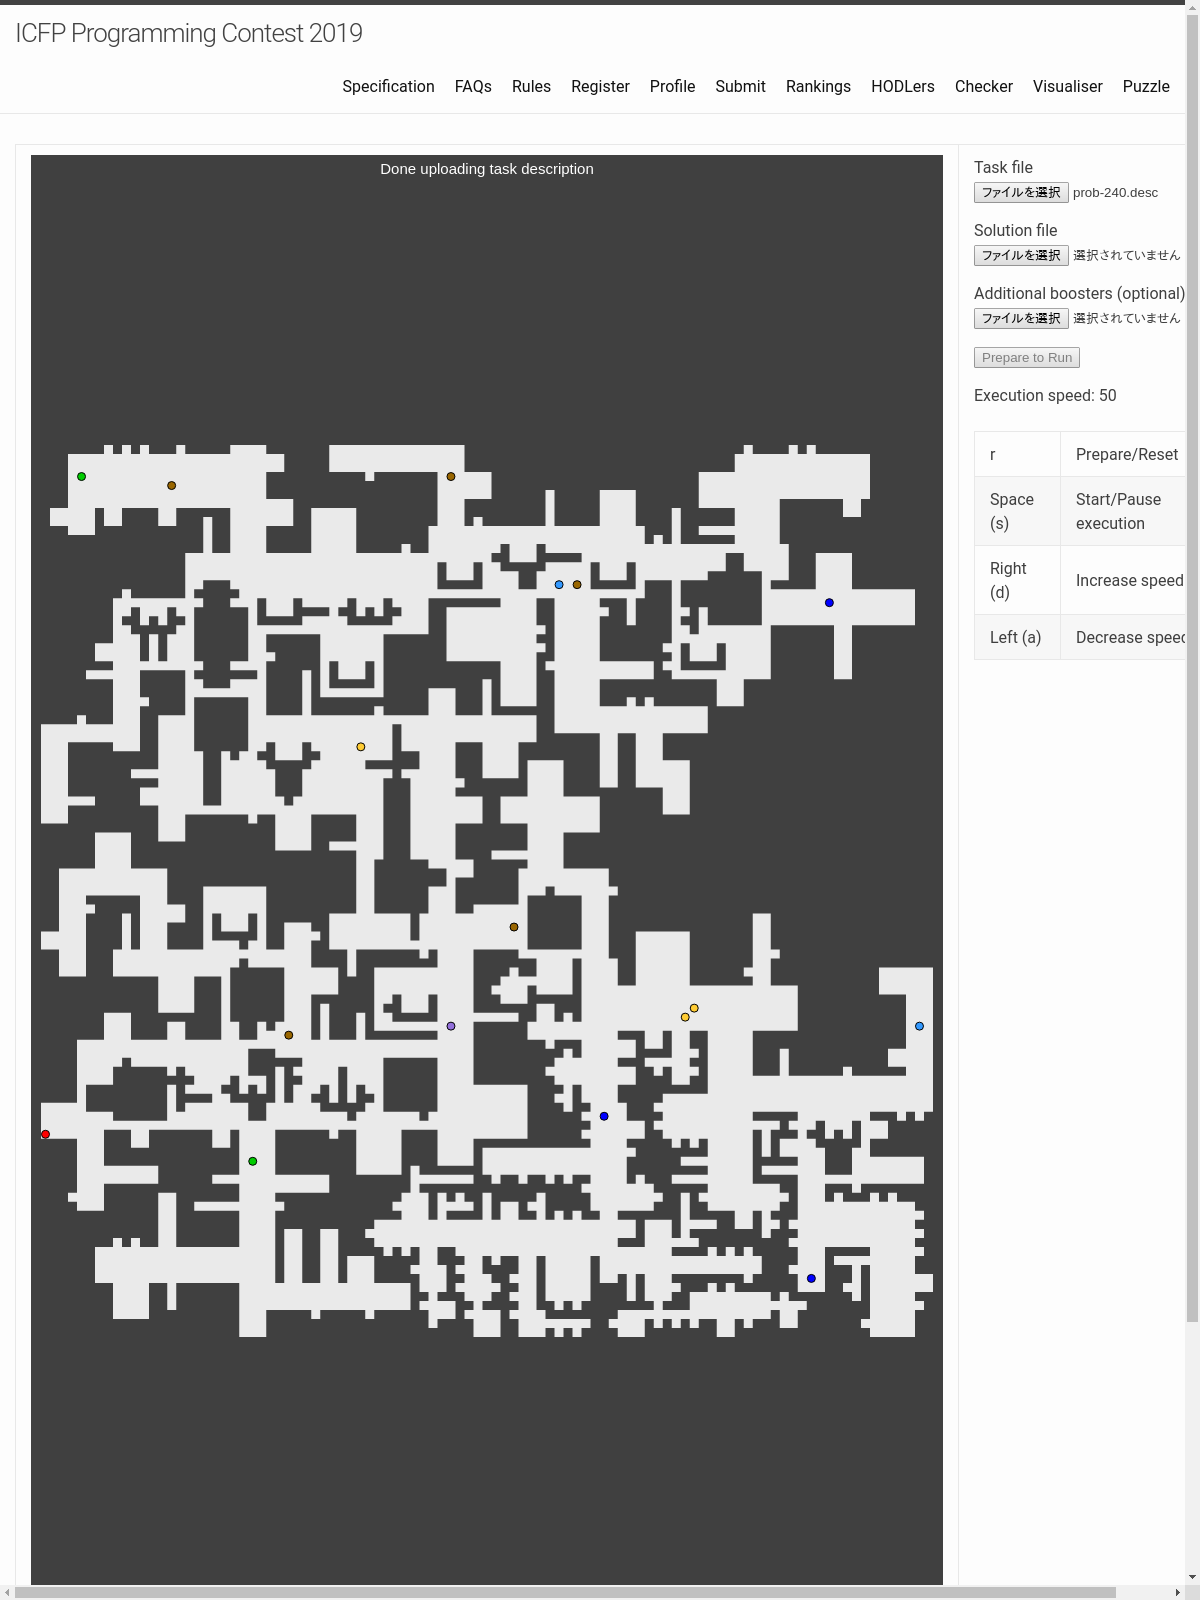 ICFP Programming Contest 2019
Specification FAQs Rules Register Profile Submit Rankings HODLers Checker Visualiser Puzzle
Done uploading task description
Task file
ファイルを選択 prob-240.desc
Solution file
ファイルを選択 選択されていません
Additional boosters (optional)
ファイルを選択 選択されていません
Prepare to Run
Execution speed: 50
r Prepare/Reset
Space (s) Start/Pause execution
Right (d) Increase speed
Left (a) Decrease speed